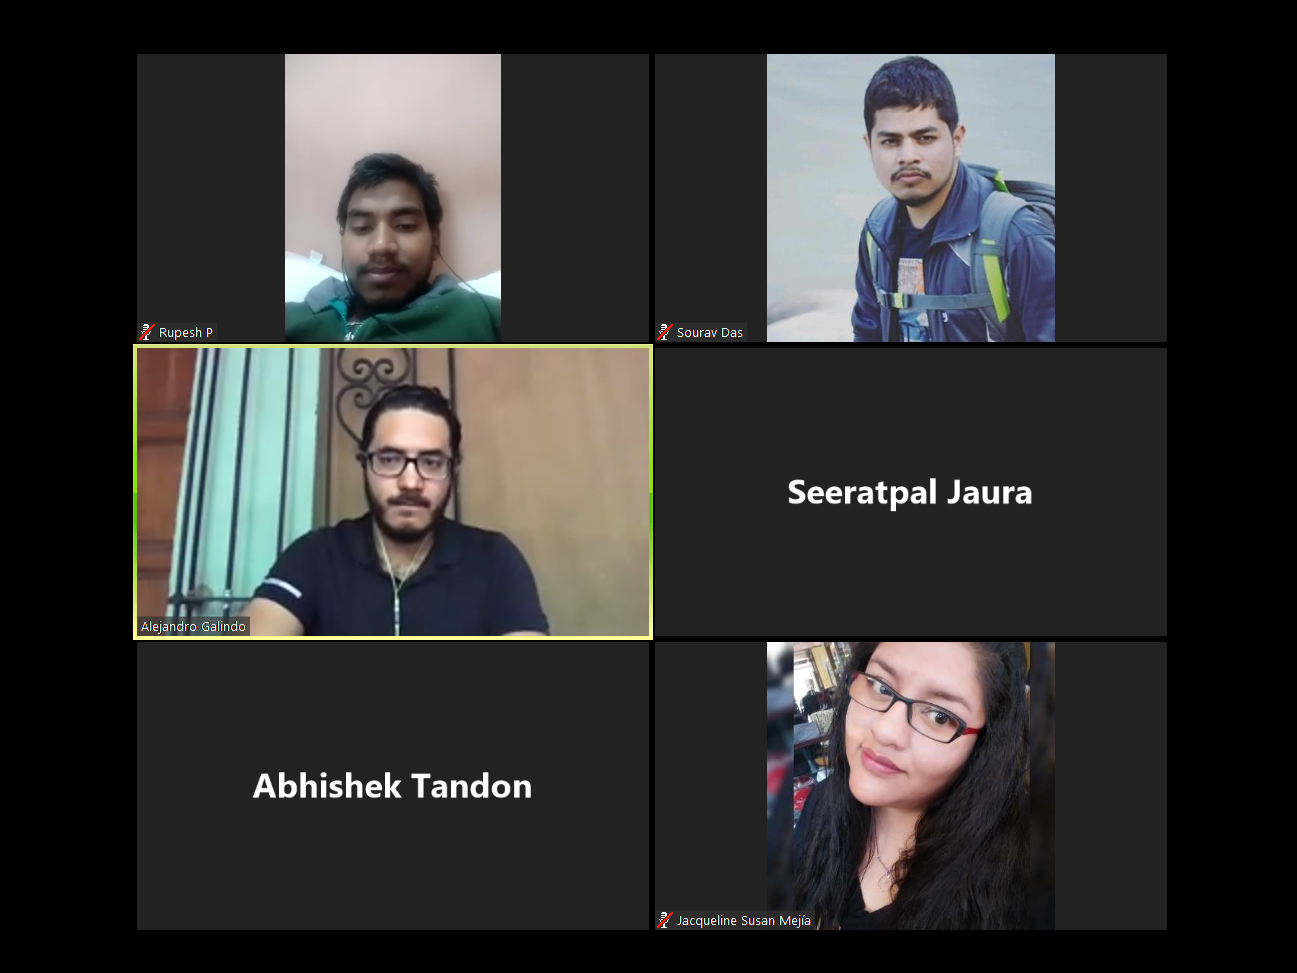 Rupesh P
Sourav Das
Alejandro Galindo
Seeratpal Jaura
Abhishek Tandon
Jacqueline Susan Mejía